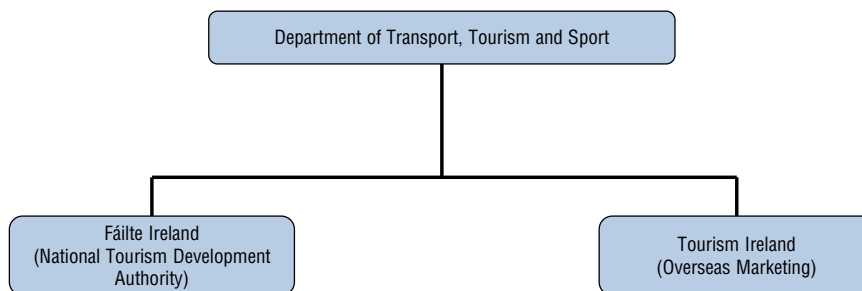 Department of Transport, Tourism and Sport
Fáilte Ireland
(National Tourism Development
Authority)
Tourism Ireland
(Overseas Marketing)